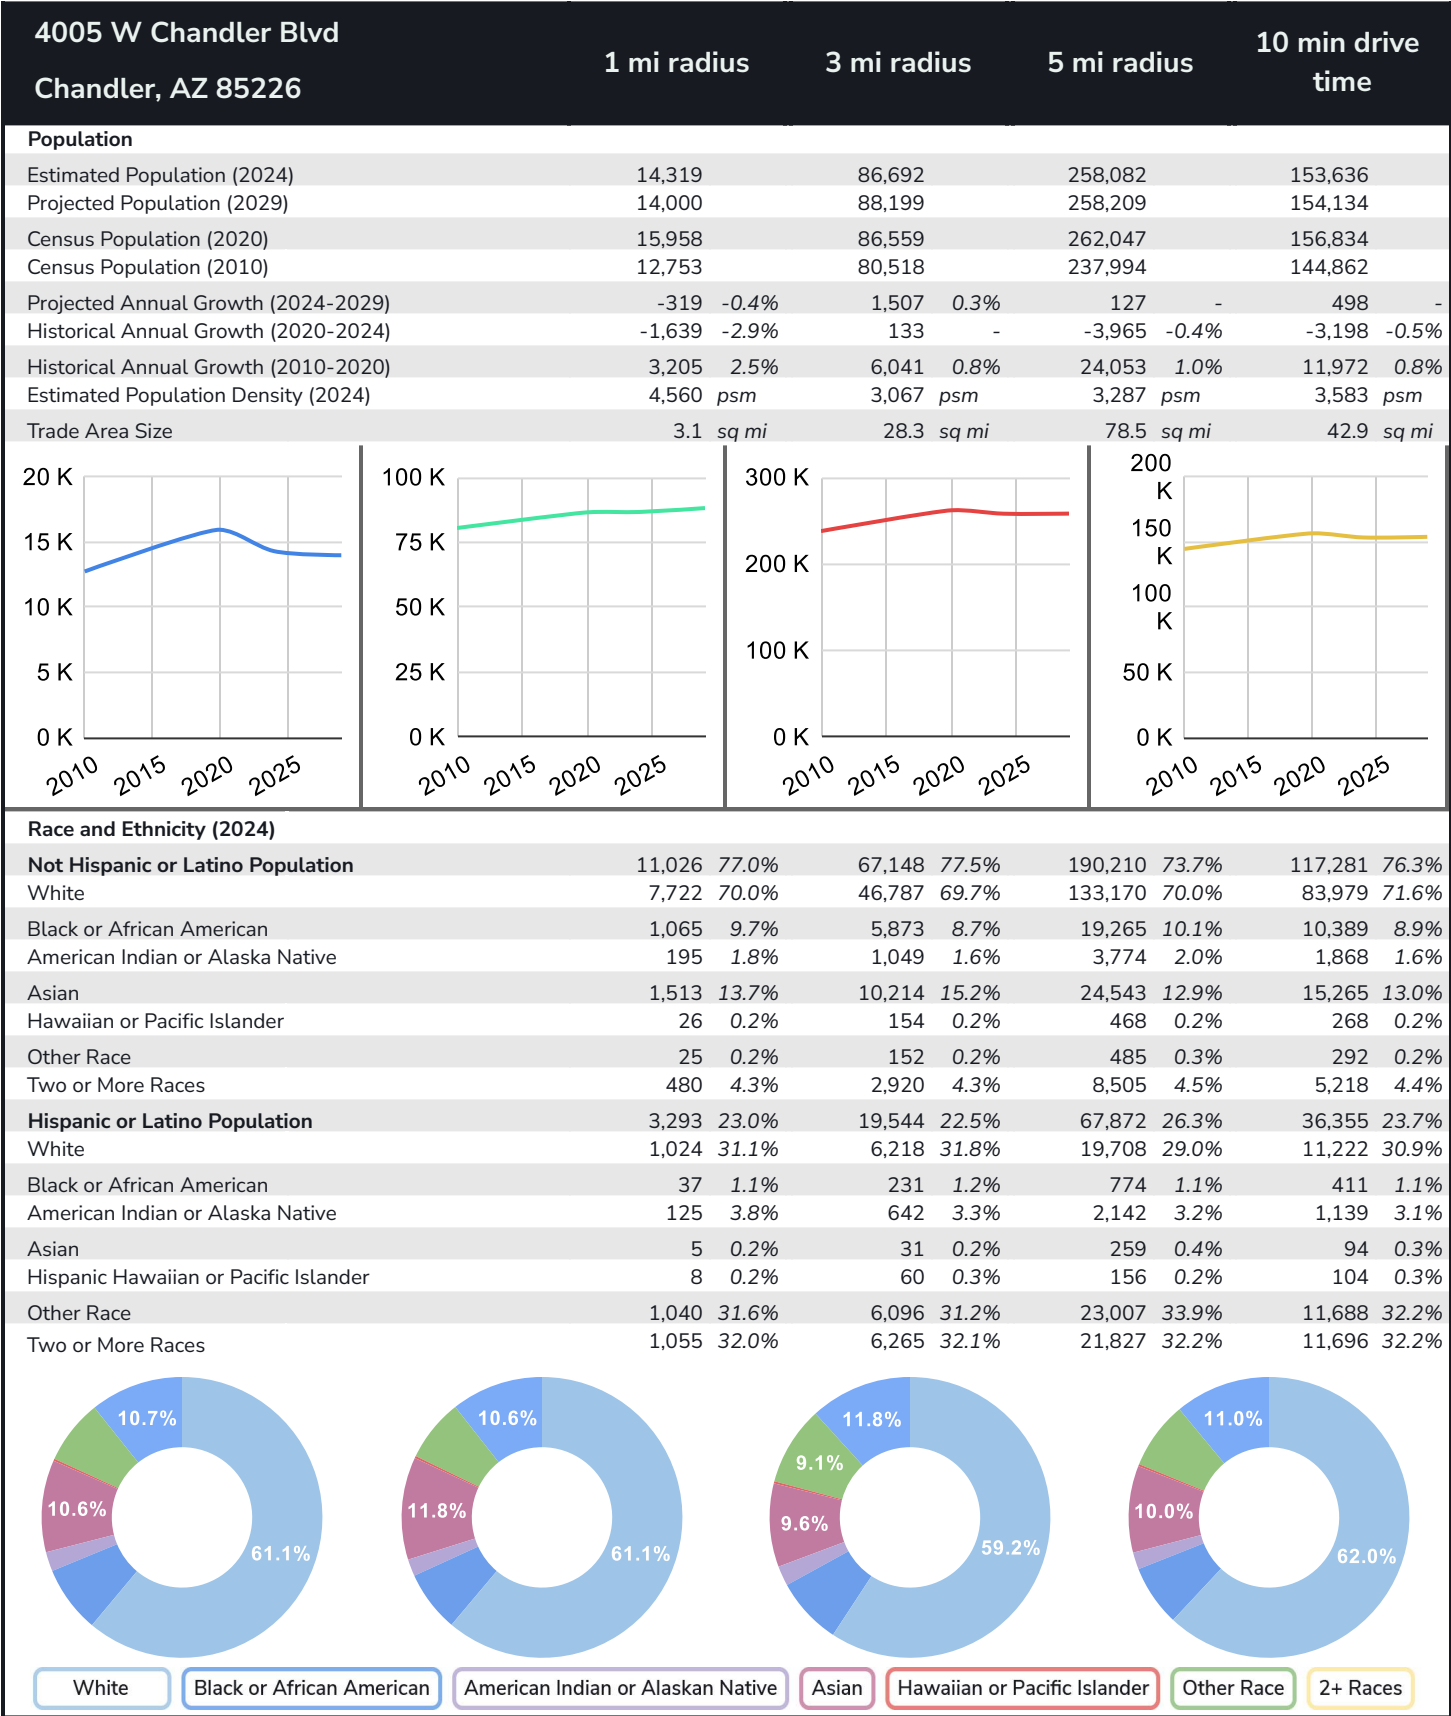 4005 W Chandler Blvd
Chandler, AZ 85226
1 mi radius 3 mi radius 5 mi radius 10 min drive time
Population
Estimated Population (2024) 14,319 86,692 258,082 153,636
Projected Population (2029) 14,000 88,199 258,209 154,134
Census Population (2020) 15,958 86,559 262,047 156,834
Census Population (2010) 12,753 80,518 237,994 144,862
Projected Annual Growth (2024-2029) -319 -0.4% 1,507 0.3% 127 - 498 -
Historical Annual Growth (2020-2024) -1,639 -2.9% 133 - -3,965 -0.4% -3,198 -0.5%
Historical Annual Growth (2010-2020) 3,205 2.5% 6,041 0.8% 24,053 1.0% 11,972 0.8%
Estimated Population Density (2024) 4,560 psm 3,067 psm 3,287 psm 3,583 psm
Trade Area Size 3.1 sq mi 28.3 sq mi 78.5 sq mi 42.9 sq mi
20 K
15 K
10 K
5 K
0 K
2010 2015 2020 2025
100 K
75 K
50 K
25 K
0 K
2010 2015 2020 2025
300 K
200 K
100 K
0 K
2010 2015 2020 2025
200
K
150
K
100
K
50 K
0 K
2010 2015 2020 2025
Race and Ethnicity (2024)
Not Hispanic or Latino Population 11,026 77.0% 67,148 77.5% 190,210 73.7% 117,281 76.3%
White 7,722 70.0% 46,787 69.7% 133,170 70.0% 83,979 71.6%
Black or African American 1,065 9.7% 5,873 8.7% 19,265 10.1% 10,389 8.9%
American Indian or Alaska Native 195 1.8% 1,049 1.6% 3,774 2.0% 1,868 1.6%
Asian 1,513 13.7% 10,214 15.2% 24,543 12.9% 15,265 13.0%
Hawaiian or Pacific Islander 26 0.2% 154 0.2% 468 0.2% 268 0.2%
Other Race 25 0.2% 152 0.2% 485 0.3% 292 0.2%
Two or More Races 480 4.3% 2,920 4.3% 8,505 4.5% 5,218 4.4%
Hispanic or Latino Population 3,293 23.0% 19,544 22.5% 67,872 26.3% 36,355 23.7%
White 1,024 31.1% 6,218 31.8% 19,708 29.0% 11,222 30.9%
Black or African American 37 1.1% 231 1.2% 774 1.1% 411 1.1%
American Indian or Alaska Native 125 3.8% 642 3.3% 2,142 3.2% 1,139 3.1%
Asian 5 0.2% 31 0.2% 259 0.4% 94 0.3%
Hispanic Hawaiian or Pacific Islander 8 0.2% 60 0.3% 156 0.2% 104 0.3%
Other Race 1,040 31.6% 6,096 31.2% 23,007 33.9% 11,688 32.2%
Two or More Races 1,055 32.0% 6,265 32.1% 21,827 32.2% 11,696 32.2%
10.7%
10.6%
61.1%
10.6%
11.8%
61.1%
11.8%
9.1%
9.6%
59.2%
11.0%
10.0%
62.0%
White Black or African American American Indian or Alaskan Native Asian Hawaiian or Pacific Islander Other Race 2+ Races